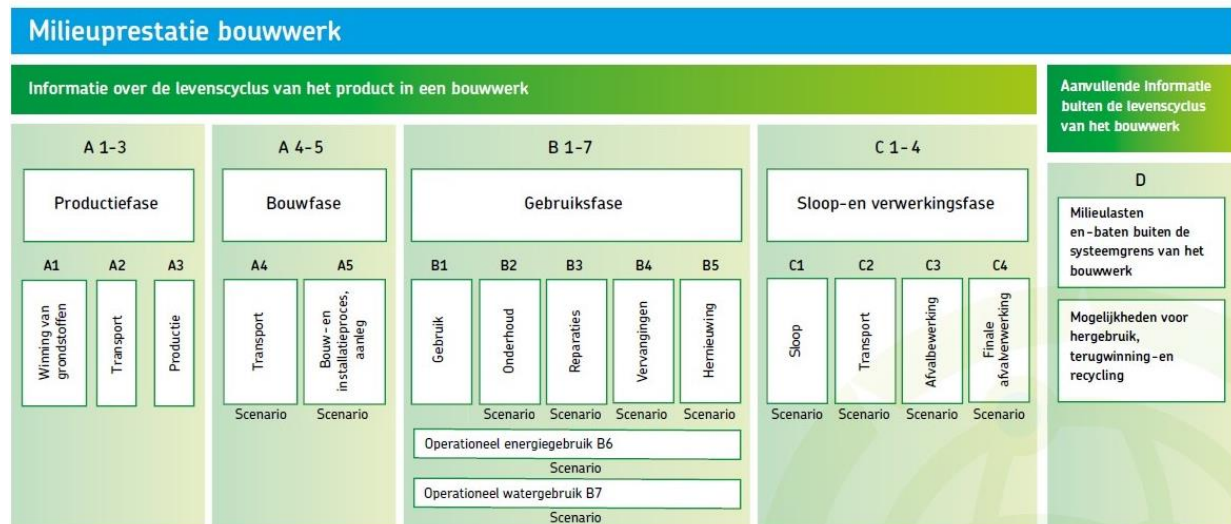 Milieuprestatie bouwwerk
Informatie over de levenscyclus van het product in een bouwwerk
Aanvullende informatie
buiten de levenscyclus
van het bouwwerk
A 1-3
Productiefase
A1
A2
A3
Winning van
grondstoffen
Transport
Productie
A 4-5
Bouwfase
A4
A5
Transport
Bouw- en
installatieproces,
aanleg
Scenario
Scenario
B 1-7
Gebruiksfase
B1
B2
B3
B4
B5
Gebruik
Onderhoud
Reparaties
Vervangingen
Hernieuwing
Scenario
Scenario
Scenario
Scenario
Operationeel energiegebruik B6
Scenario
Operationeel watergebruik B7
Scenario
C 1-4
Sloop-en verwerkingsfase
C1
C2
C3
C4
Sloop
Transport
Afvalbewerking
Finale
afvalverwerking
Scenario
Scenario
Scenario
Scenario
D
Milieulasten
en-baten buiten de
systeemgrens van het
bouwwerk
Mogelijkheden voor
hergebruik,
terugwinning-en
recycling